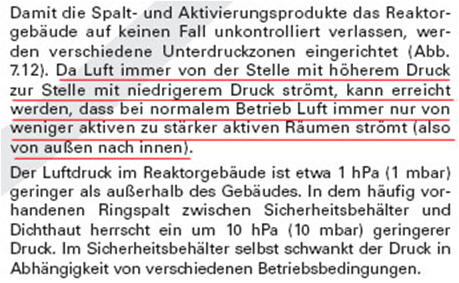 Damit die Spalt- und Aktivierungsprodukte das Reaktor-
gebäude auf keinen Fall unkontrolliert verlassen, wer-
den verschiedene Unterdruckzonen eingerichtet (Abb.
7.12). Da Luft immer von der Stelle mit höherem Druck
zur Stelle mit niedrigerem Druck strömt, kann erreicht
werden, dass bei normalem Betrieb Luft immer nur von
weniger aktiven zu stärker aktiven Räumen strömt (also
von außen nach innen).
Der Luftdruck im Reaktorgebäude ist etwa 1 hPa (1 mbar)
geringer als außerhalb des Gebäudes. In dem häufig vor-
handenen Ringspalt zwischen Sicherheitsbehälter und
Dichthaut herrscht ein um 10 hPa (10 mbar) geringerer
Druck. Im Sicherheitsbehälter selbst schwankt der Druck in
Abhängigkeit von verschiedenen Betriebsbedingungen.